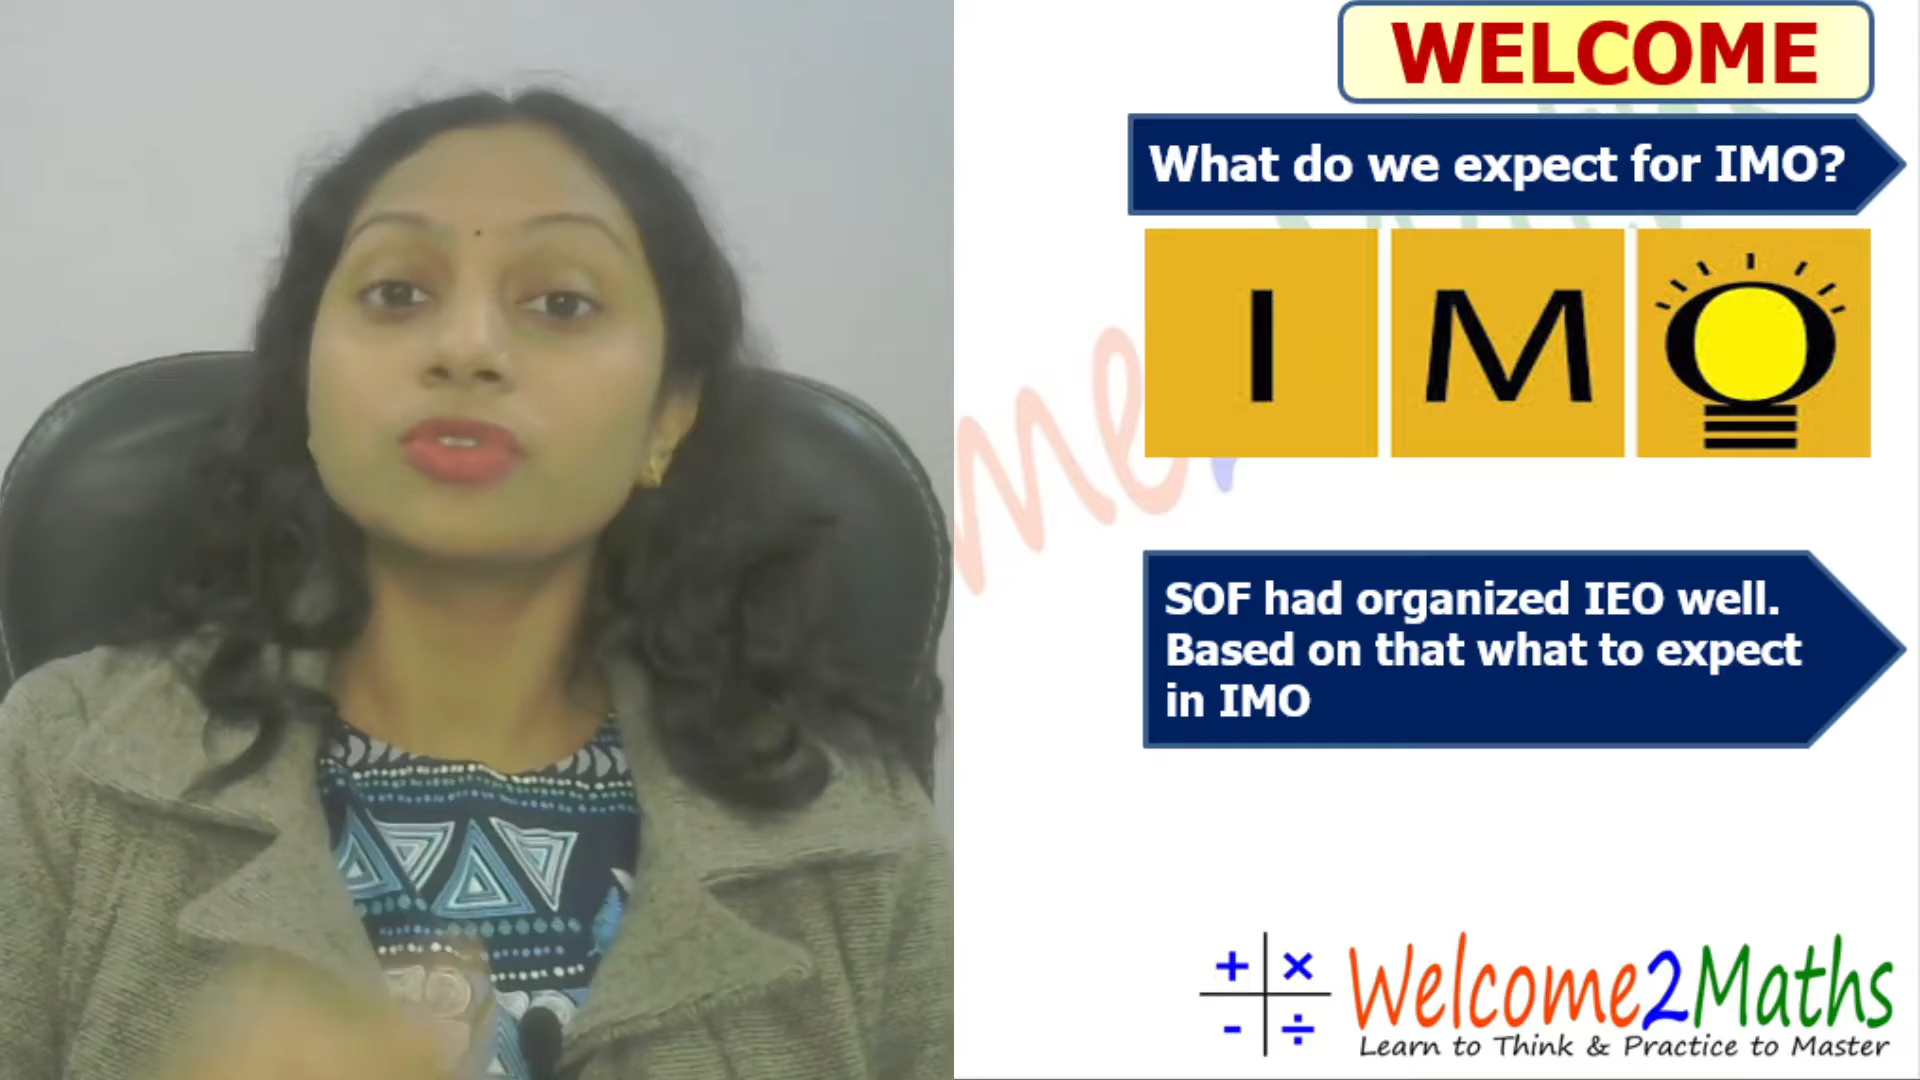 WELCOME
What do we expect for IMO?
I M O
SOF had organized IEO well.
Based on that what to expect
in IMO
me2
+ ×
- ÷
Welcome2Maths
Learn to Think & Practice to Master